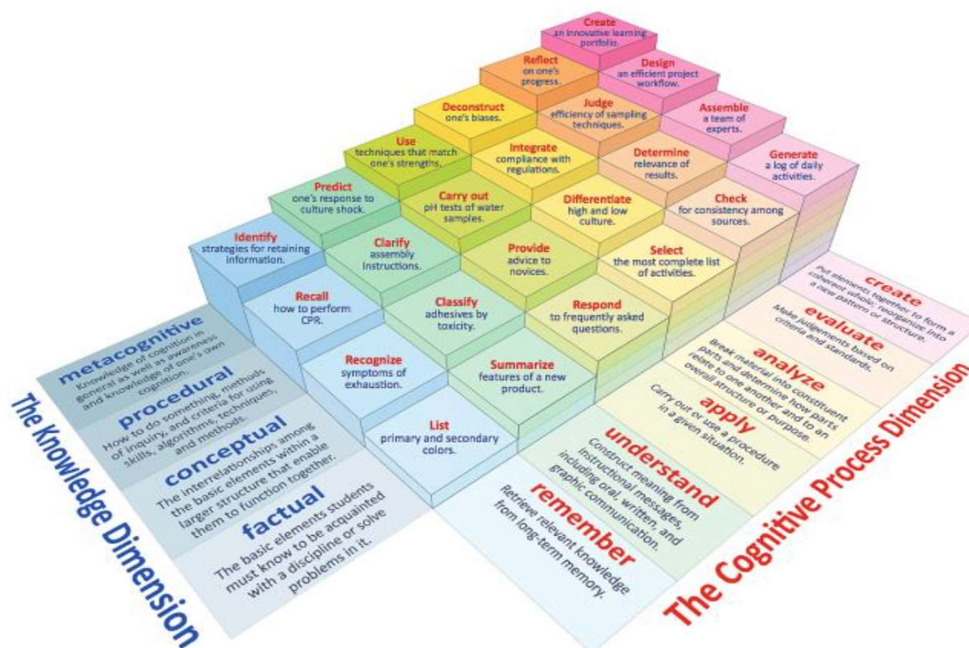 Create
an innovative learning
portfolio.
Reflect
on one's
progress.
Design
an efficient project
workflow.
Deconstruct
one's biases.
Judge
efficiency of sampling
techniques.
Assemble
a team of
experts.
Use
techniques that match
one's strengths.
Integrate
compliance with
regulations.
Determine
relevance of
results.
Generate
a log of daily
activities.
Predict
one's response to
culture shock.
Carry out
pH tests of water
samples.
Differentiate
high and low
culture.
Check
for consistency among
sources.
Identify
strategies for retaining
information.
Clarify
assembly
instructions.
Provide
advice to
novices.
Select
the most complete list
of activities.
Recall
how to perform
CPR.
Classify
adhesives by
toxicity.
Respond
to frequently asked
questions.
Recognize
symptoms of
exhaustion.
Summarize
features of a new
product.
List
primary and secondary
colors.
The Knowledge Dimension
metacognitive
Knowledge of cognition in
general as well as awareness
and knowledge of one's own
cognition.
procedural
How to do something, methods
of inquiry, and criteria for using
skills, algorithms, techniques,
and methods.
conceptual
The interrelationships among
the basic elements within a
larger structure that enable
them to function together.
factual
The basic elements students
must know to be acquainted
with a discipline or solve
problems in it.
The Cognitive Process Dimension
create
Put elements together to form a
coherent whole; reorganize into
a new pattern or structure.
evaluate
Make judgements based on
criteria and standards.
analyze
Break material into constituent
parts and determine how parts
relate to one another and to an
overall structure or purpose.
apply
Carry out or use a procedure
in a given situation.
understand
Construct meaning from
instructional messages,
including oral, written, and
graphic communication.
remember
Retrieve relevant knowledge
from long-term memory.